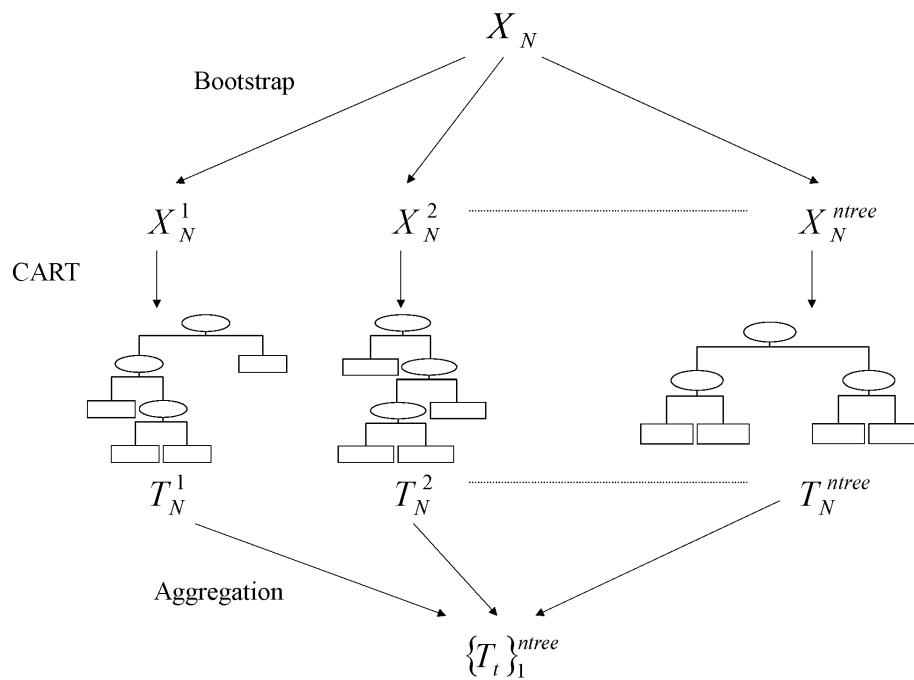 X_N
Bootstrap
X_N^1 X_N^2 X_N^{ntree}
CART
T_N^1 T_N^2 T_N^{ntree}
Aggregation
{T_t}_1^{ntree}